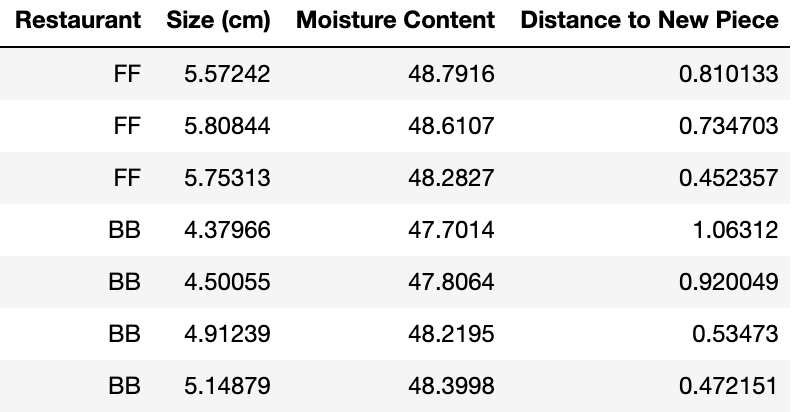 Restaurant Size (cm) Moisture Content Distance to New Piece
FF 5.57242 48.7916 0.810133
FF 5.80844 48.6107 0.734703
FF 5.75313 48.2827 0.452357
BB 4.37966 47.7014 1.06312
BB 4.50055 47.8064 0.920049
BB 4.91239 48.2195 0.53473
BB 5.14879 48.3998 0.472151